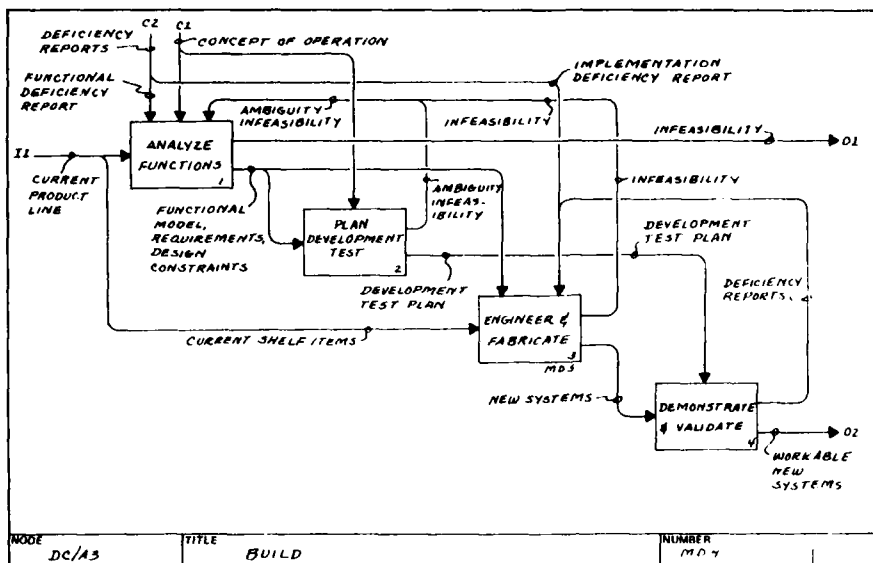 C2
C1
DEFICIENCY
REPORTS
CONCEPT OF OPERATION
IMPLEMENTATION
DEFICIENCY REPORT
FUNCTIONAL
DEFICIENCY
REPORT
AMBIGUITY
INFEASIBILITY
INFEASIBILITY
INFEASIBILITY
O1
I1
ANALYZE
FUNCTIONS
1
CURRENT
PRODUCT
LINE
FUNCTIONAL
MODEL,
REQUIREMENTS,
DESIGN
CONSTRAINTS
AMBIGUITY
INFEAS-
IBILITY
INFEASIBILITY
PLAN
DEVELOPMENT
TEST
2
DEVELOPMENT
TEST PLAN
DEVELOPMENT
TEST PLAN
DEFICIENCY
REPORTS
CURRENT SHELF ITEMS
ENGINEER &
FABRICATE
3
MD5
NEW SYSTEMS
DEMONSTRATE
& VALIDATE
4
O2
WORKABLE
NEW
SYSTEMS
NODE
DC/A3
TITLE
BUILD
NUMBER
MD4